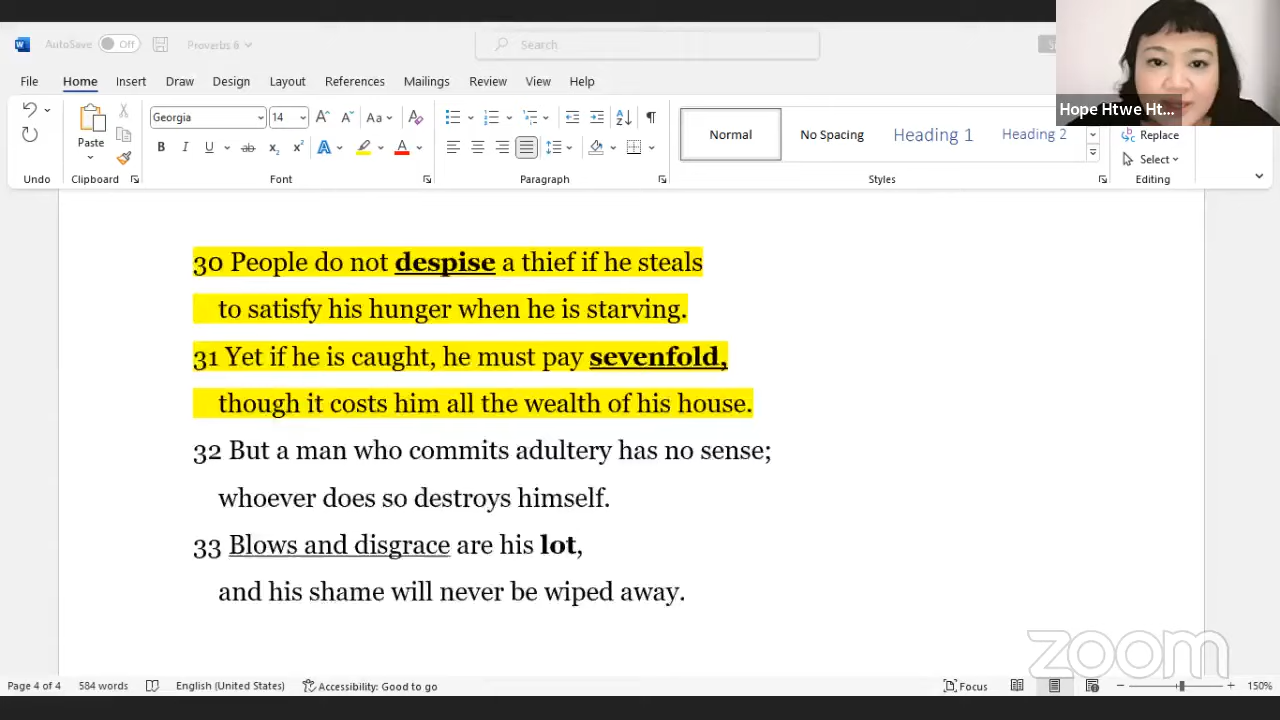 AutoSave Off Proverbs 6 Search
File Home Insert Draw Design Layout References Mailings Review View Help
Hope Htwe Ht...
Georgia 14 Aa
Paste
Normal No Spacing Heading 1 Heading 2
Replace
Select
Undo Clipboard Font Paragraph Styles Editing
30 People do not despise a thief if he steals
to satisfy his hunger when he is starving.
31 Yet if he is caught, he must pay sevenfold,
though it costs him all the wealth of his house.
32 But a man who commits adultery has no sense;
whoever does so destroys himself.
33 Blows and disgrace are his lot,
and his shame will never be wiped away.
zoom
Page 4 of 4 584 words English (United States) Accessibility: Good to go Focus 150%